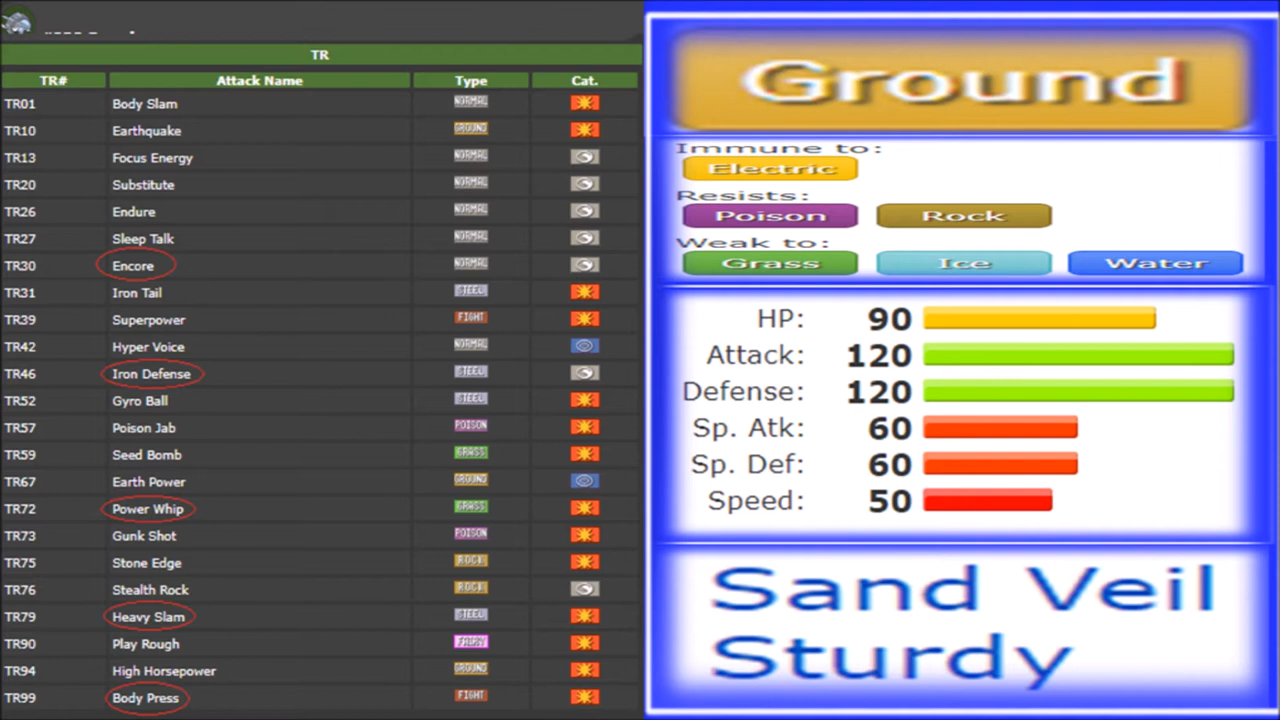 TR
TR# Attack Name Type Cat.
TR01 Body Slam NORMAL
TR10 Earthquake GROUND
TR13 Focus Energy NORMAL
TR20 Substitute NORMAL
TR26 Endure NORMAL
TR27 Sleep Talk NORMAL
TR30 Encore NORMAL
TR31 Iron Tail STEEL
TR39 Superpower FIGHT
TR42 Hyper Voice NORMAL
TR46 Iron Defense STEEL
TR52 Gyro Ball STEEL
TR57 Poison Jab POISON
TR59 Seed Bomb GRASS
TR67 Earth Power GROUND
TR72 Power Whip GRASS
TR73 Gunk Shot POISON
TR75 Stone Edge ROCK
TR76 Stealth Rock ROCK
TR79 Heavy Slam STEEL
TR90 Play Rough FAIRY
TR94 High Horsepower GROUND
TR99 Body Press FIGHT
Ground
Immune to:
Electric
Resists:
Poison Rock
Weak to:
Grass Ice Water
HP: 90
Attack: 120
Defense: 120
Sp. Atk: 60
Sp. Def: 60
Speed: 50
Sand Veil
Sturdy